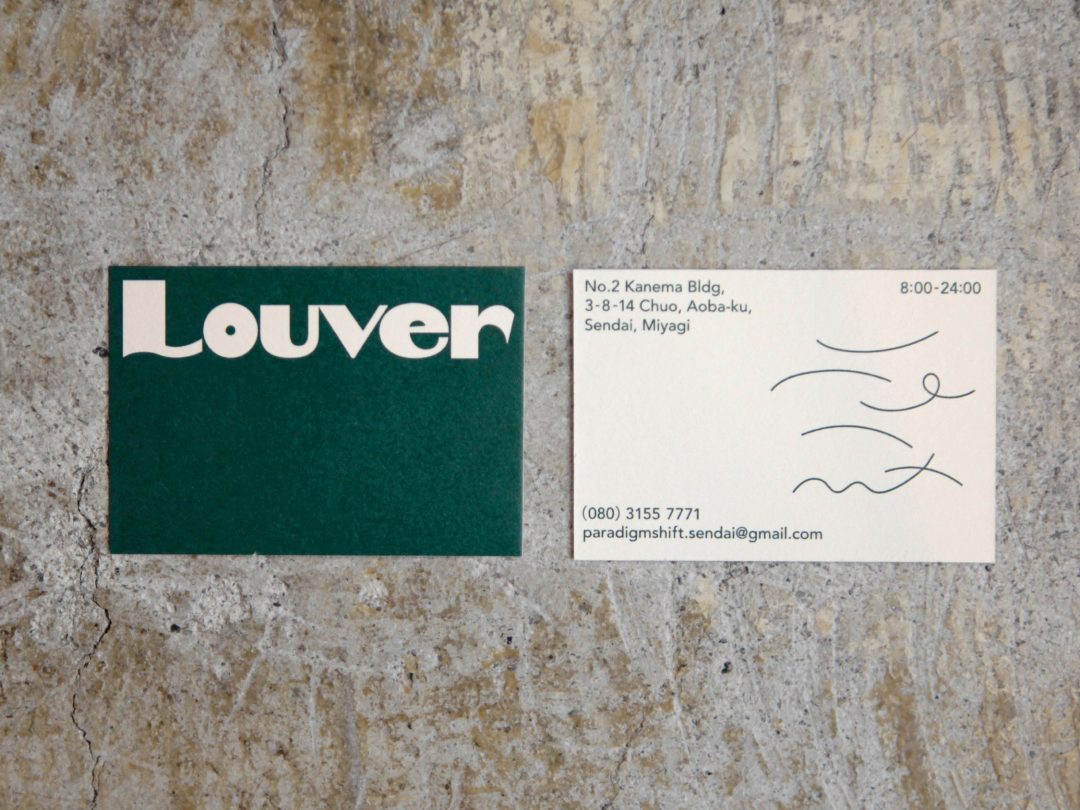 Louver
No.2 Kanema Bldg,
3-8-14 Chuo, Aoba-ku,
Sendai, Miyagi
8:00-24:00
(080) 3155 7771
paradigmshift.sendai@gmail.com